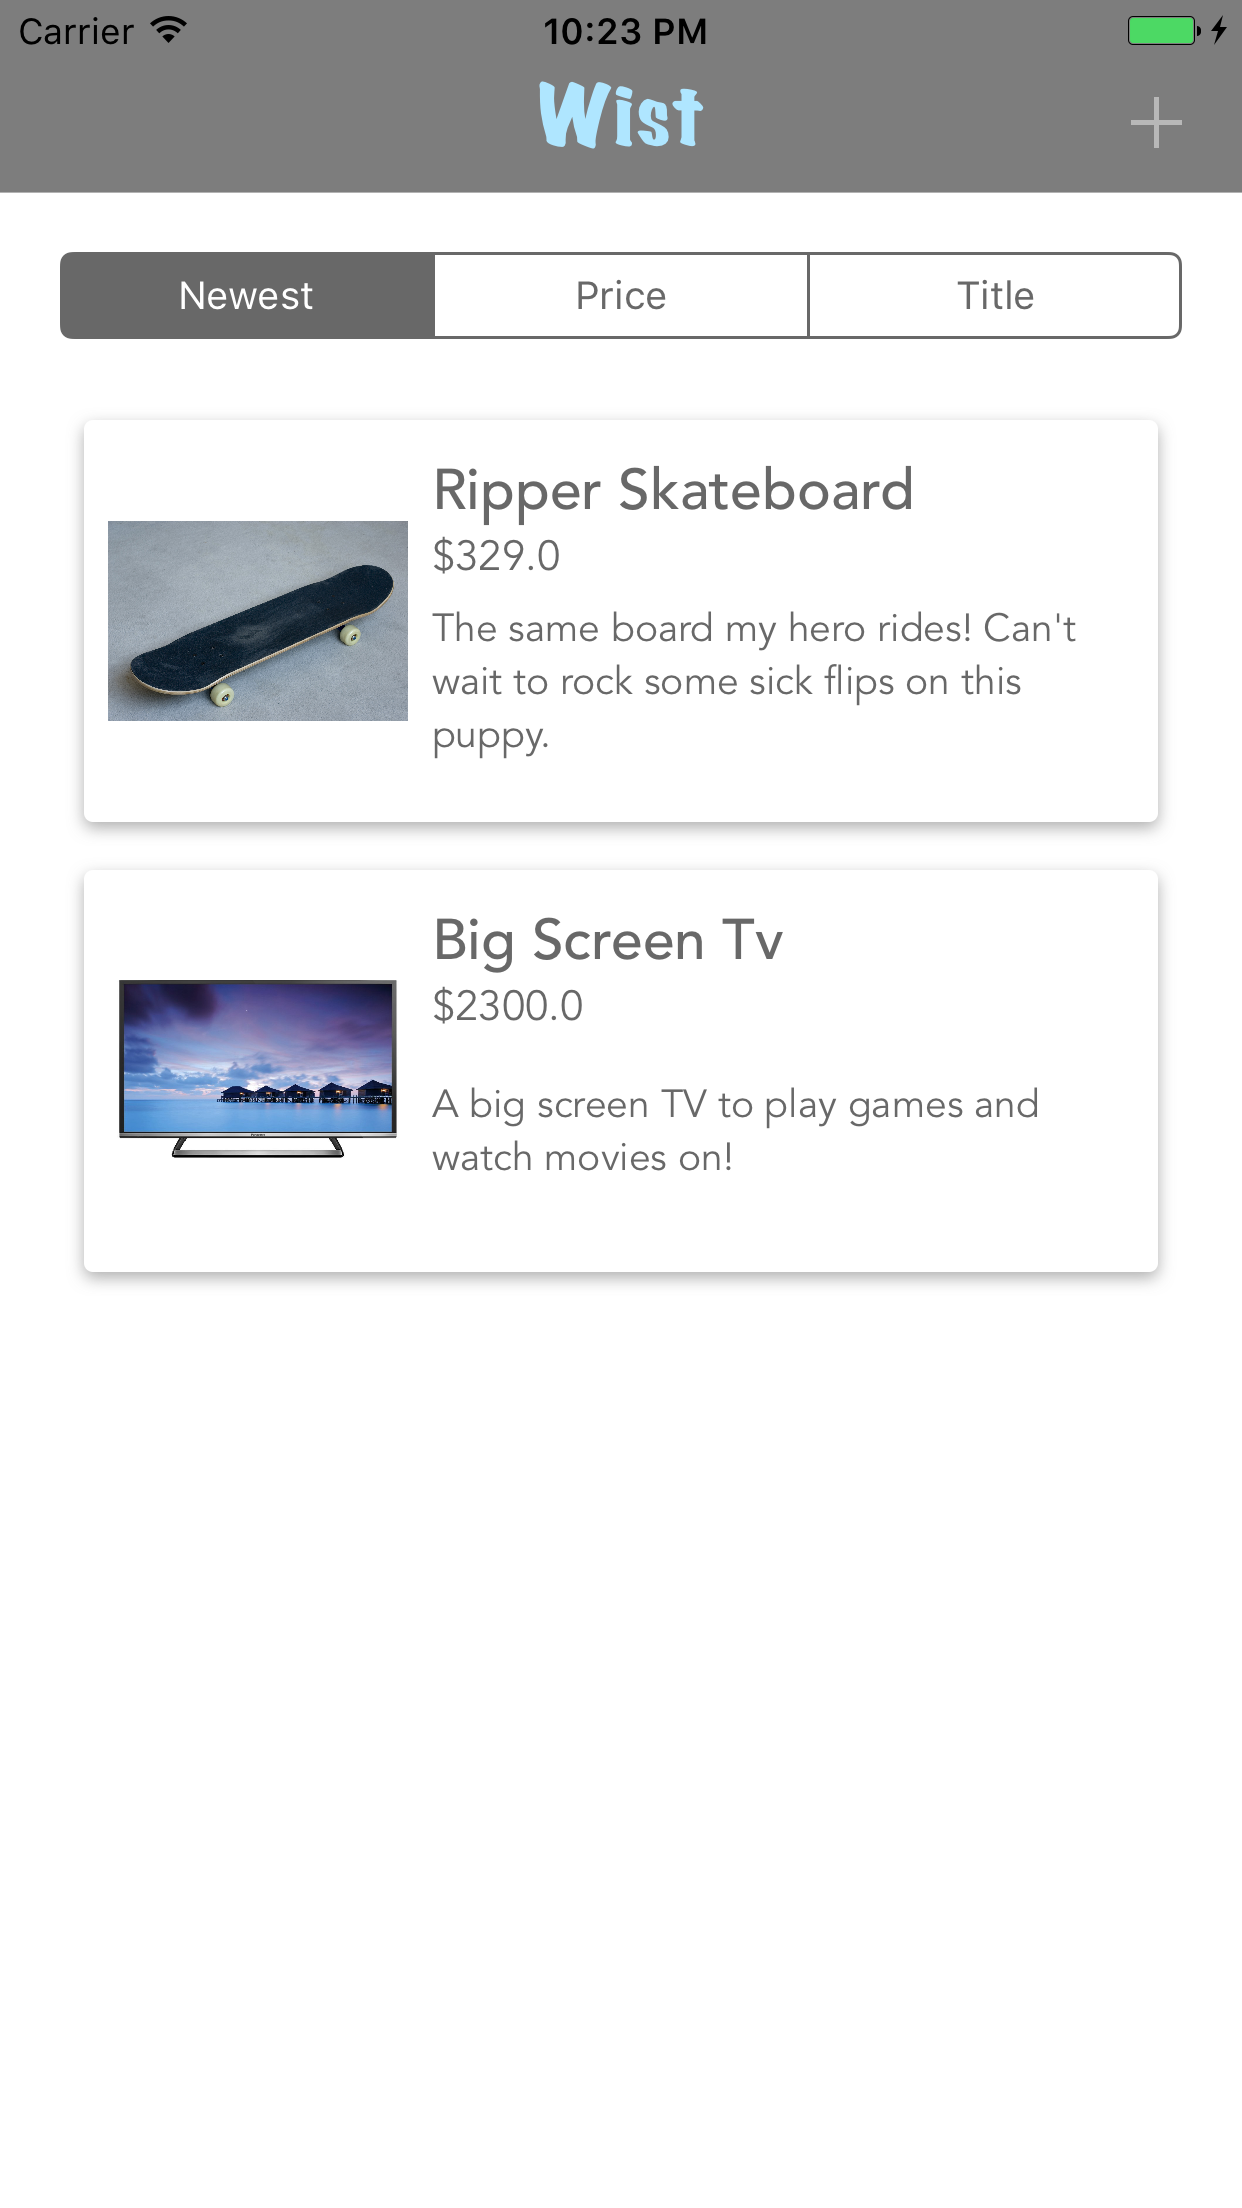 Carrier 10:23 PM
Wist
Newest Price Title
Ripper Skateboard
$329.0
The same board my hero rides! Can't
wait to rock some sick flips on this
puppy.
Big Screen Tv
$2300.0
A big screen TV to play games and
watch movies on!